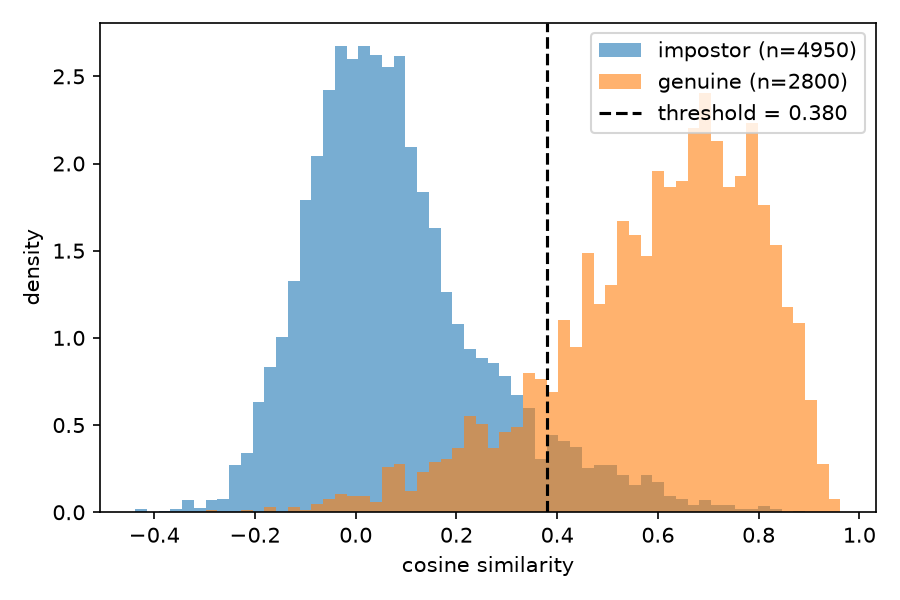 impostor (n=4950)
genuine (n=2800)
threshold = 0.380
2.5
2.0
1.5
1.0
0.5
0.0
density
−0.4 −0.2 0.0 0.2 0.4 0.6 0.8 1.0
cosine similarity